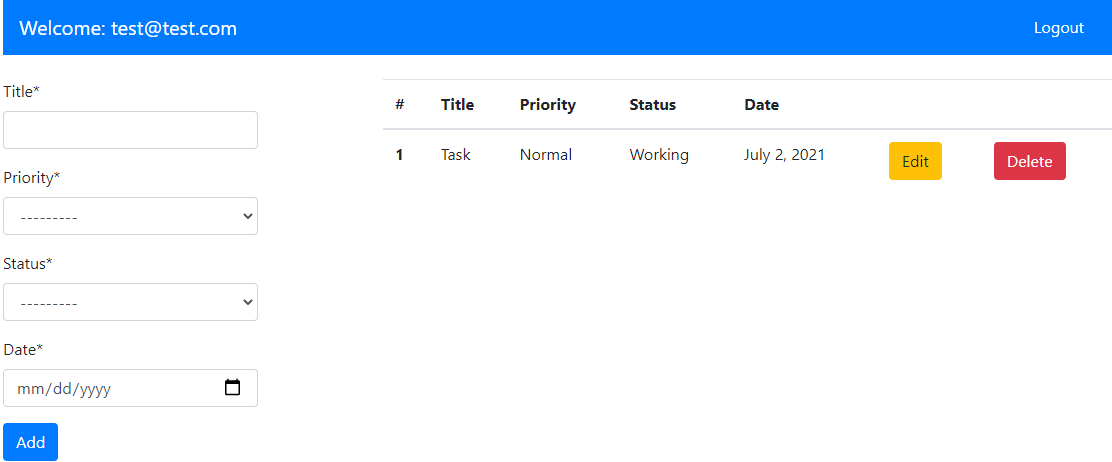 Welcome: test@test.com Logout
Title*
Priority*
---------
Status*
---------
Date*
mm/dd/yyyy
Add
# Title Priority Status Date
1 Task Normal Working July 2, 2021 Edit Delete